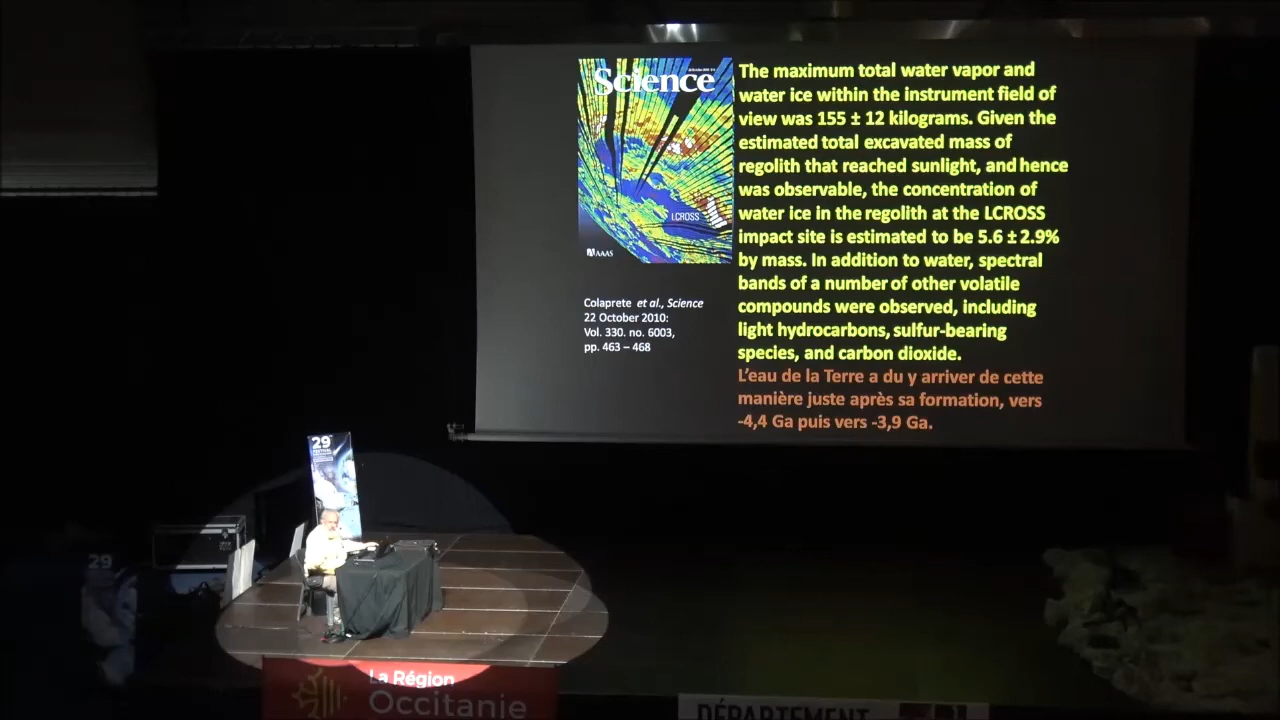 Science
LCROSS
AAAS
The maximum total water vapor and
water ice within the instrument field of
view was 155 ± 12 kilograms. Given the
estimated total excavated mass of
regolith that reached sunlight, and hence
was observable, the concentration of
water ice in the regolith at the LCROSS
impact site is estimated to be 5.6 ± 2.9%
by mass. In addition to water, spectral
bands of a number of other volatile
compounds were observed, including
light hydrocarbons, sulfur-bearing
species, and carbon dioxide.
L'eau de la Terre a du y arriver de cette
manière juste après sa formation, vers
-4,4 Ga puis vers -3,9 Ga.
Colaprete et al., Science
22 October 2010:
Vol. 330. no. 6003,
pp. 463 – 468
29
FESTIVAL
29
La Région
Occitanie
DÉPARTEMENT